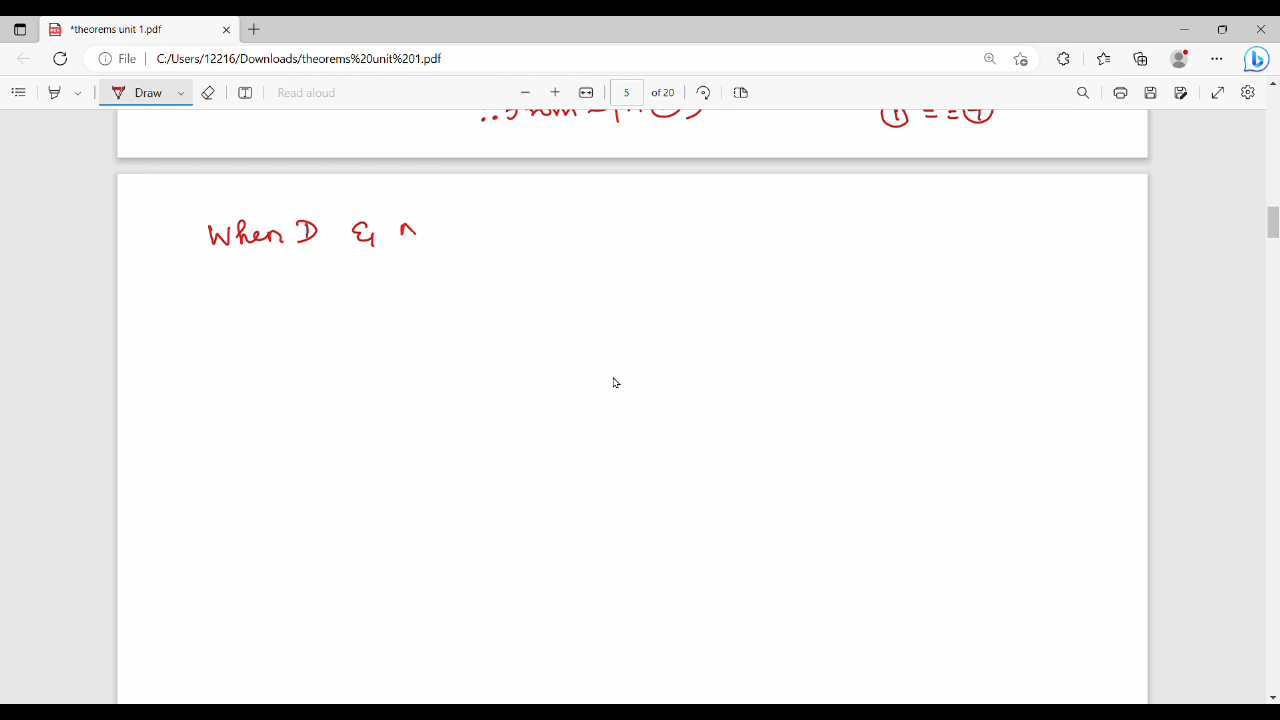 *theorems unit 1.pdf
File
C:/Users/12216/Downloads/theorems%20unit%201.pdf
Draw
Read aloud
5
of 20
When D &